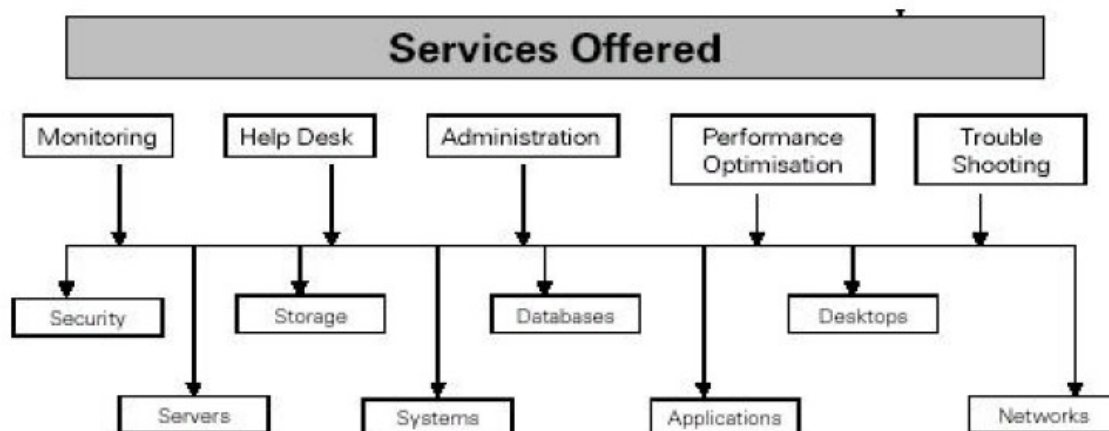 Services Offered
Monitoring
Help Desk
Administration
Performance
Optimisation
Trouble
Shooting
Security
Storage
Databases
Desktops
Servers
Systems
Applications
Networks